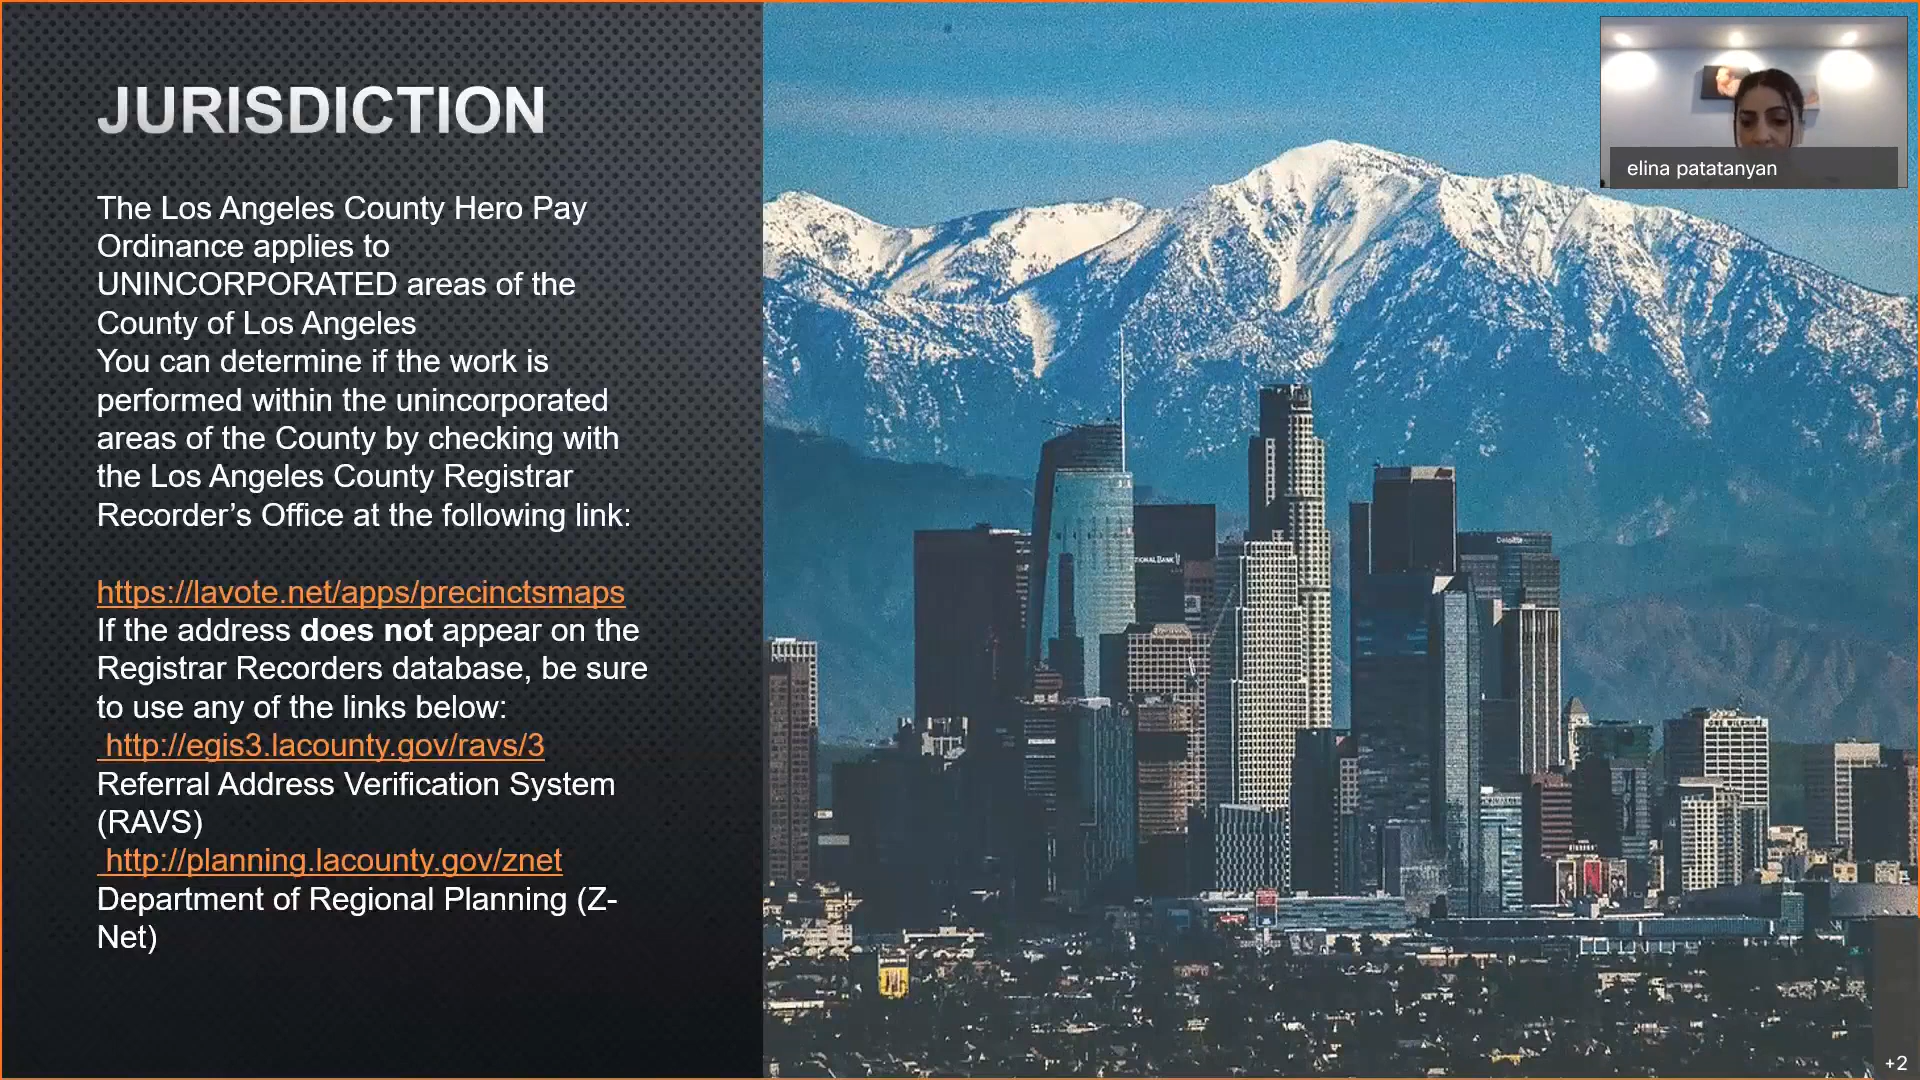 JURISDICTION
The Los Angeles County Hero Pay
Ordinance applies to
UNINCORPORATED areas of the
County of Los Angeles
You can determine if the work is
performed within the unincorporated
areas of the County by checking with
the Los Angeles County Registrar
Recorder’s Office at the following link:
https://lavote.net/apps/precinctsmaps
If the address does not appear on the
Registrar Recorders database, be sure
to use any of the links below:
http://egis3.lacounty.gov/ravs/3
Referral Address Verification System
(RAVS)
http://planning.lacounty.gov/znet
Department of Regional Planning (Z-
Net)
elina patatanyan
TIONAL BANK
Deloitte
+2